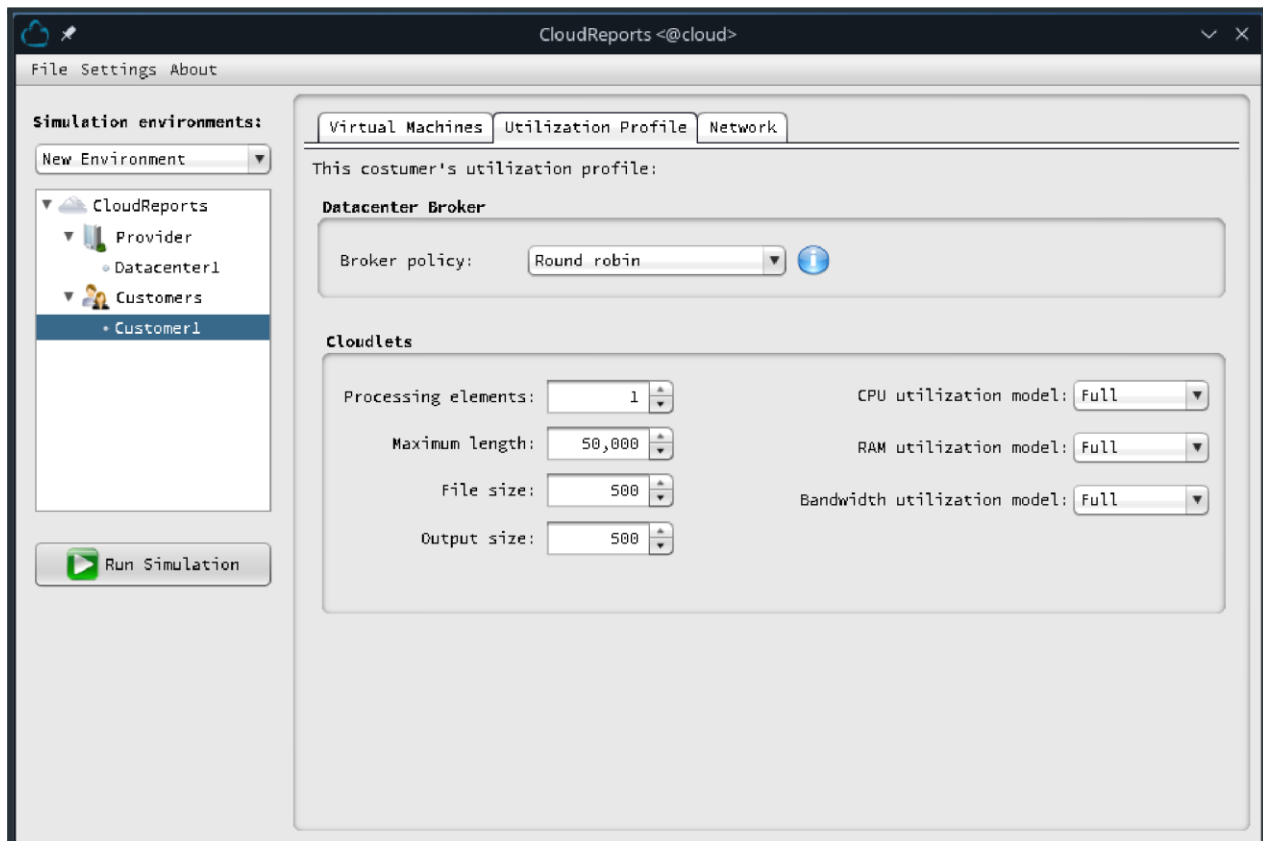 CloudReports <@cloud>
File Settings About
Simulation environments:
New Environment
CloudReports
Provider
Datacenter1
Customers
Customer1
Run Simulation
Virtual Machines
Utilization Profile
Network
This costumer's utilization profile:
Datacenter Broker
Broker policy: Round robin
Cloudlets
Processing elements: 1
Maximum length: 50,000
File size: 500
Output size: 500
CPU utilization model: Full
RAM utilization model: Full
Bandwidth utilization model: Full